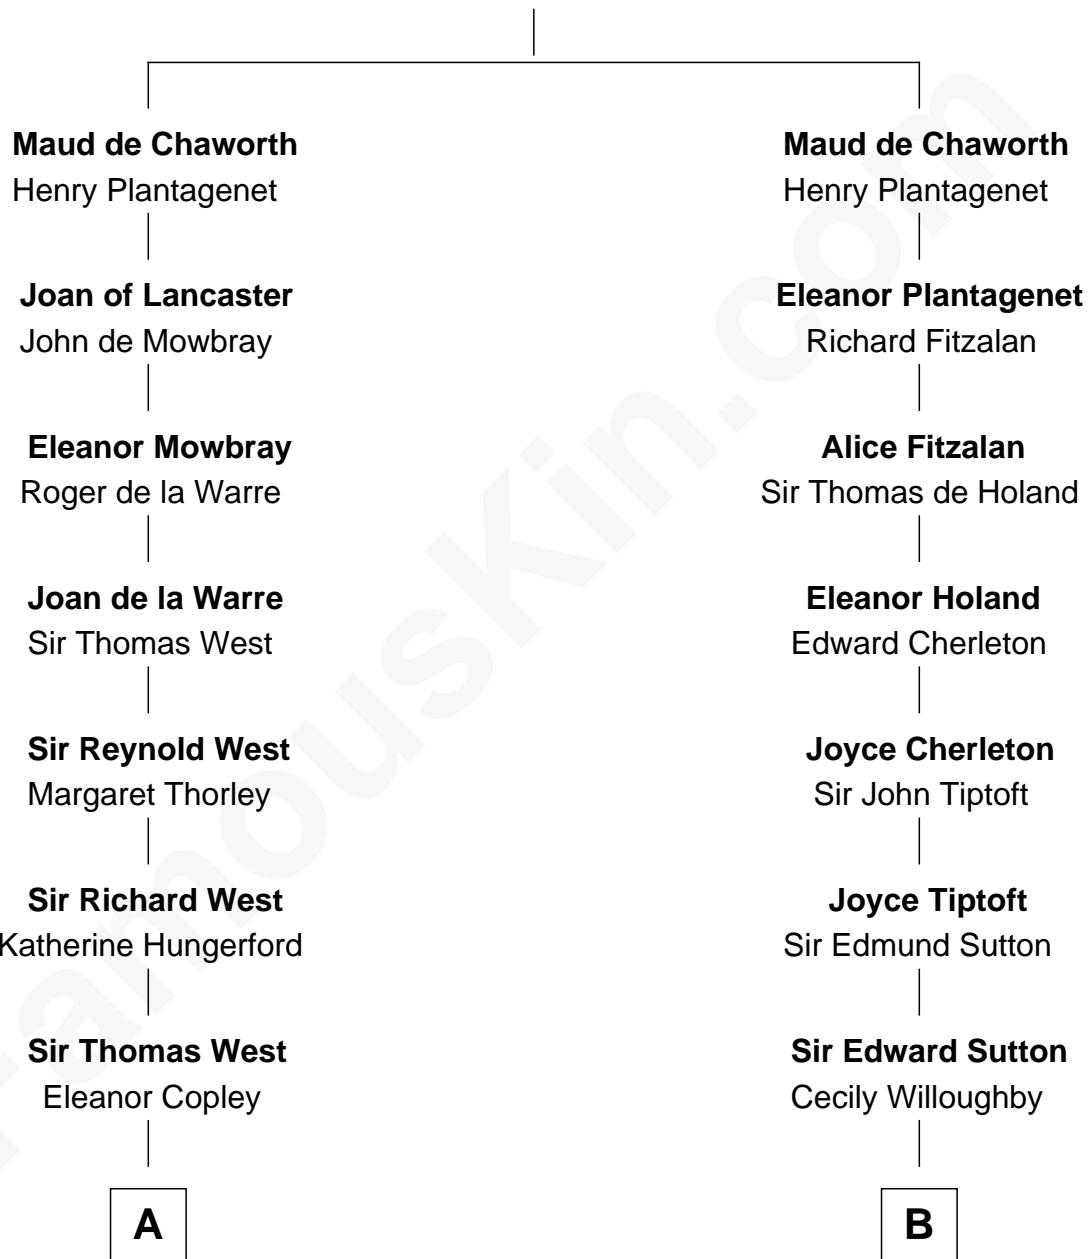 Maud de Chaworth
Henry Plantagenet
Joan of Lancaster
John de Mowbray
Eleanor Mowbray
Roger de la Warre
Joan de la Warre
Sir Thomas West
Sir Reynold West
Margaret Thorley
Sir Richard West
Katherine Hungerford
Sir Thomas West
Eleanor Copley
A
Maud de Chaworth
Henry Plantagenet
Eleanor Plantagenet
Richard Fitzalan
Alice Fitzalan
Sir Thomas de Holand
Eleanor Holand
Edward Cherleton
Joyce Cherleton
Sir John Tiptoft
Joyce Tiptoft
Sir Edmund Sutton
Sir Edward Sutton
Cecily Willoughby
B
FamousKin.com